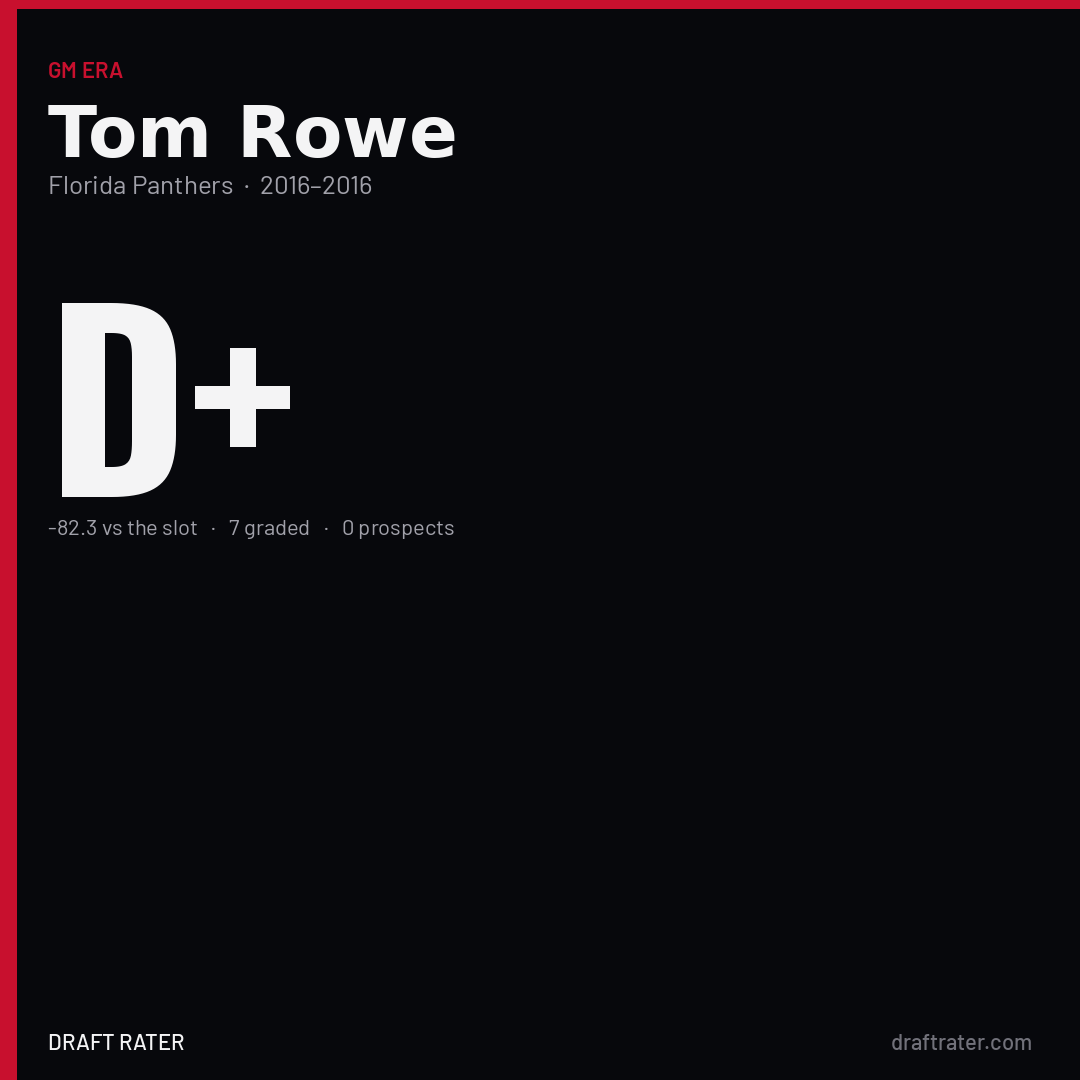 GM ERA
Tom Rowe
Florida Panthers · 2016–2016
D+
-82.3 vs the slot · 7 graded · 0 prospects
DRAFT RATER
draftrater.com